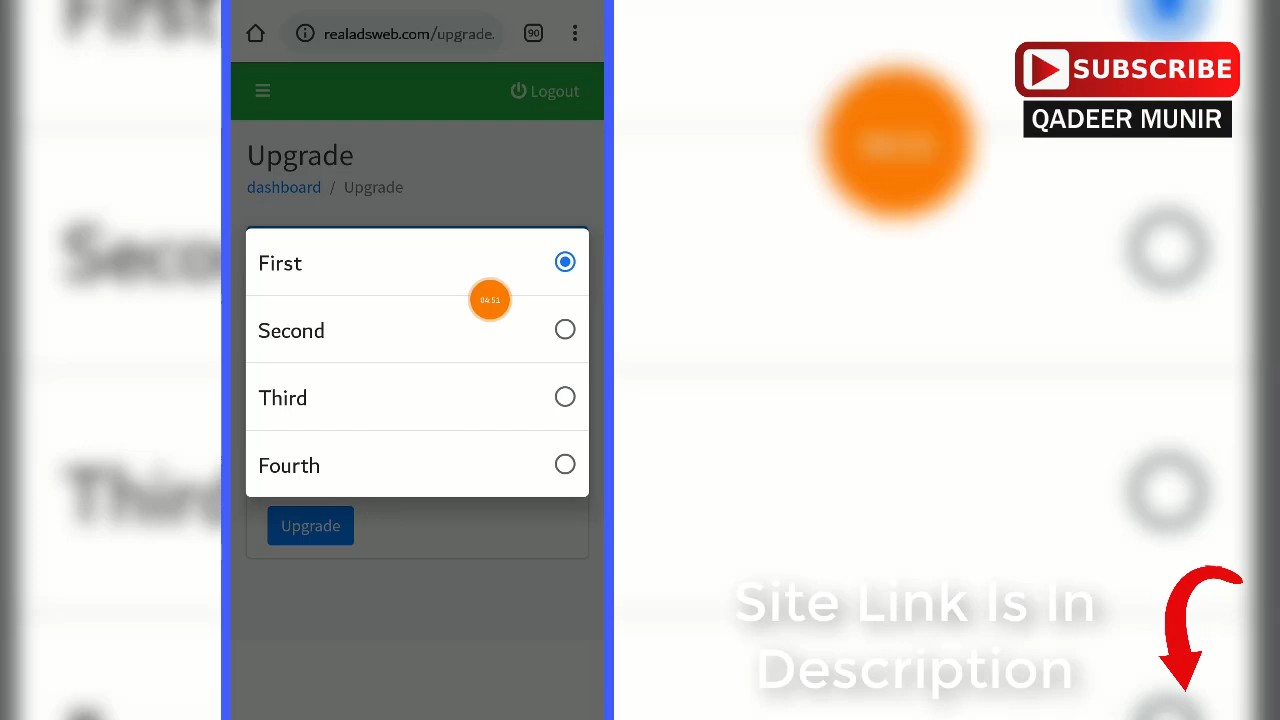 realadsweb.com/upgrade.
90
Logout
Upgrade
dashboard / Upgrade
First
04:51
Second
Third
Fourth
Upgrade
SUBSCRIBE
QADEER MUNIR
Site Link Is In
Description